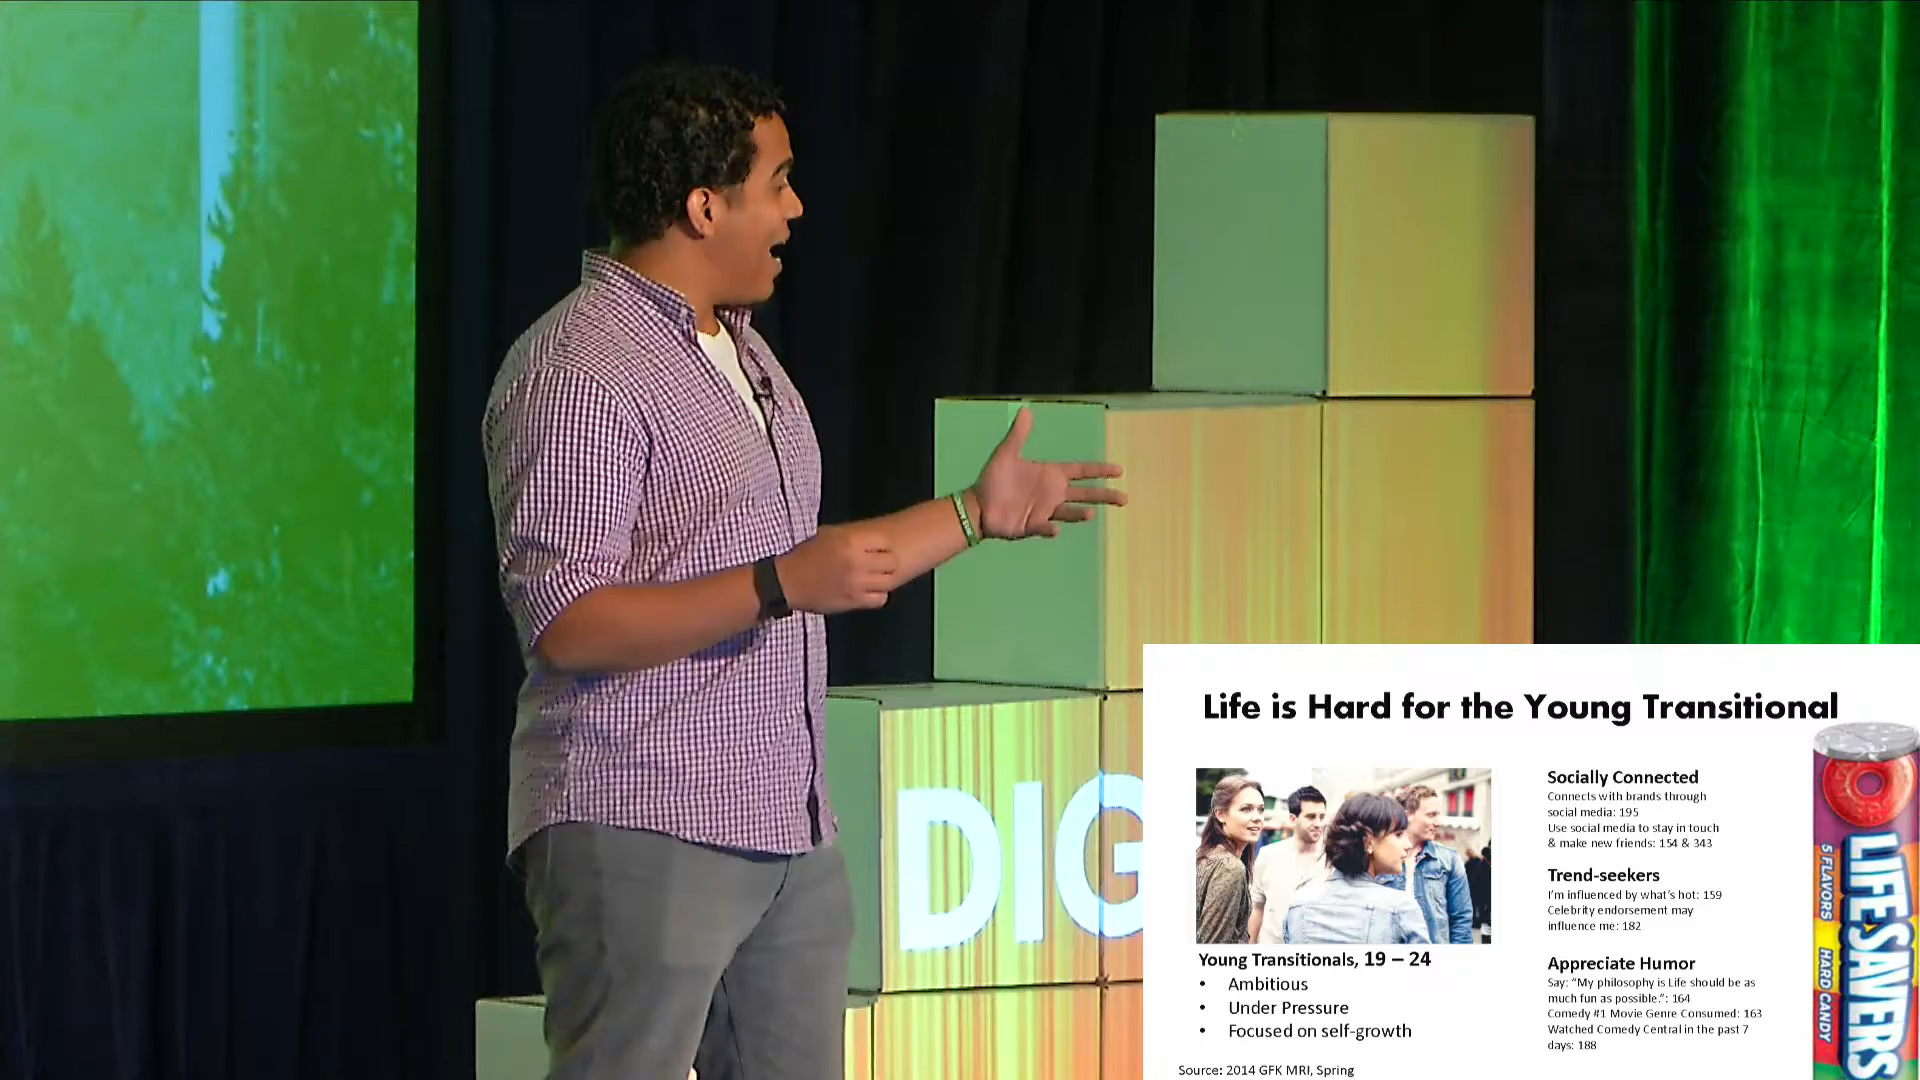 DIG
Life is Hard for the Young Transitional
Young Transitionals, 19 – 24
• Ambitious
• Under Pressure
• Focused on self-growth
Source: 2014 GFK MRI, Spring
Socially Connected
Connects with brands through
social media: 195
Use social media to stay in touch
& make new friends: 154 & 343
Trend-seekers
I'm influenced by what's hot: 159
Celebrity endorsement may
influence me: 182
Appreciate Humor
Say: “My philosophy is Life should be as
much fun as possible.”: 164
Comedy #1 Movie Genre Consumed: 163
Watched Comedy Central in the past 7
days: 188
LIFESAVERS
5 FLAVORS HARD CANDY